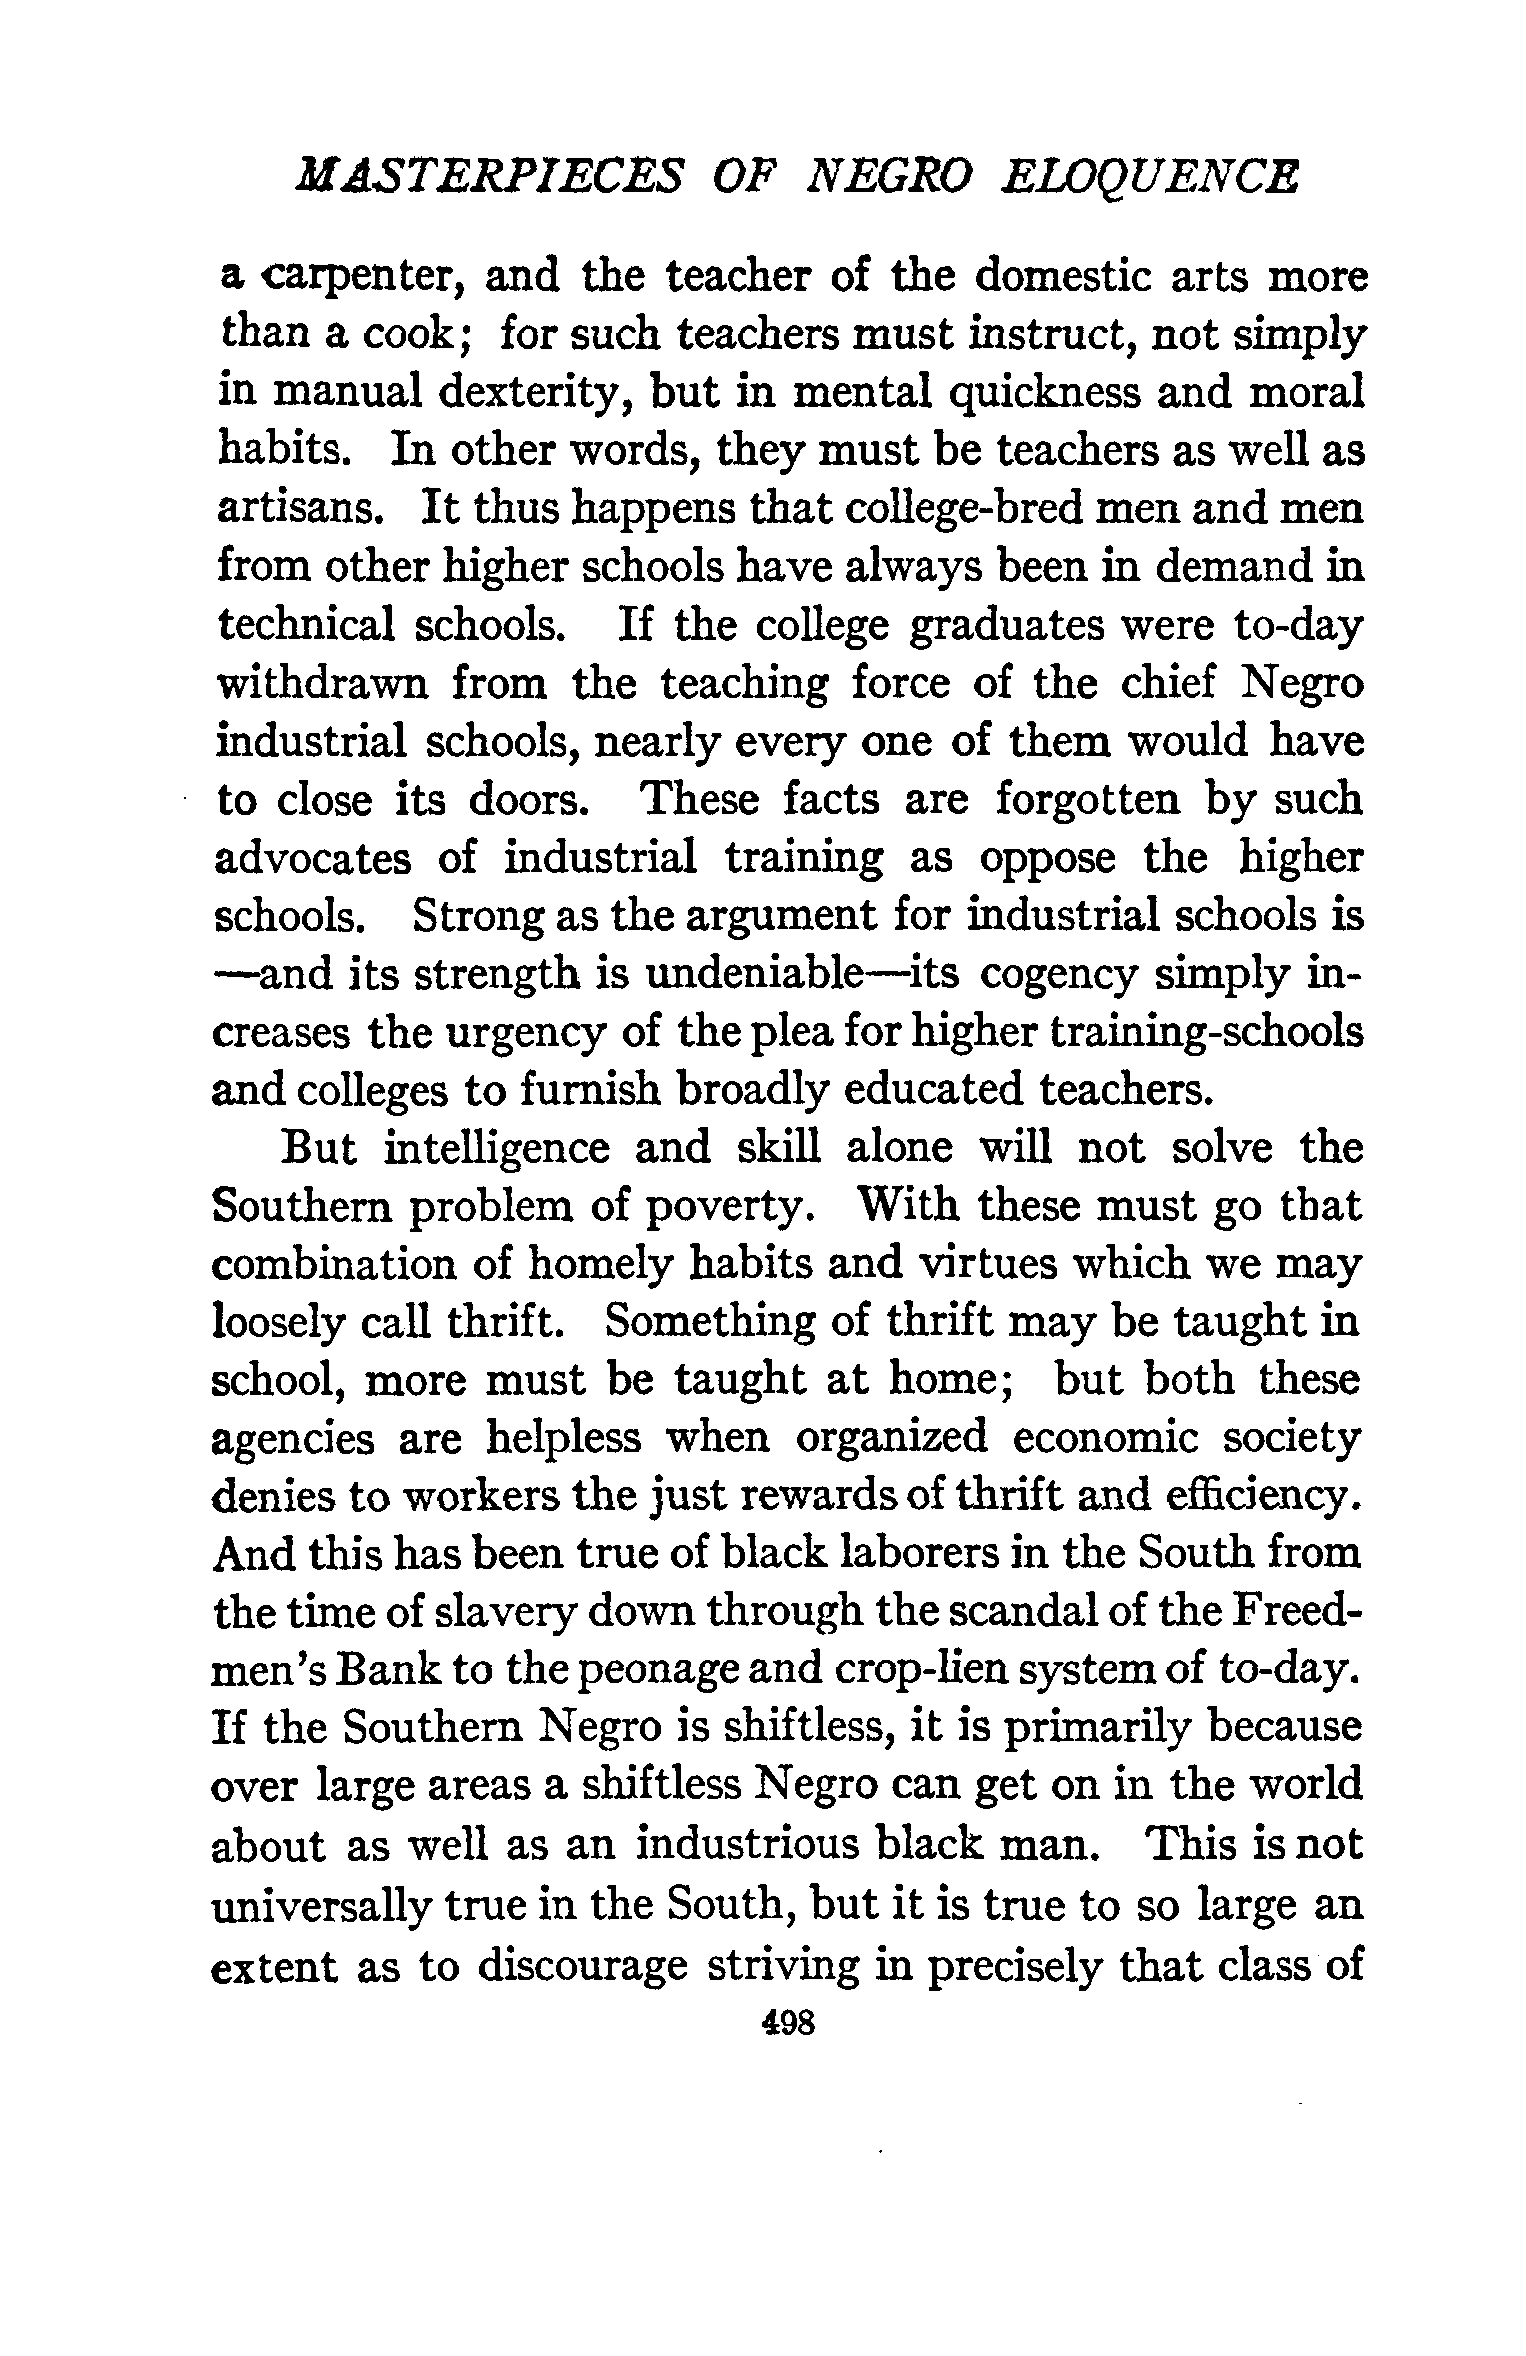 MASTERPIECES OF NEGRO ELOQUENCE
a carpenter, and the teacher of the domestic arts more
than a cook; for such teachers must instruct, not simply
in manual dexterity, but in mental quickness and moral
habits. In other words, they must be teachers as well as
artisans. It thus happens that college-bred men and men
from other higher schools have always been in demand in
technical schools. If the college graduates were to-day
withdrawn from the teaching force of the chief Negro
industrial schools, nearly every one of them would have
to close its doors. These facts are forgotten by such
advocates of industrial training as oppose the higher
schools. Strong as the argument for industrial schools is
—and its strength is undeniable—its cogency simply in-
creases the urgency of the plea for higher training-schools
and colleges to furnish broadly educated teachers.
But intelligence and skill alone will not solve the
Southern problem of poverty. With these must go that
combination of homely habits and virtues which we may
loosely call thrift. Something of thrift may be taught in
school, more must be taught at home; but both these
agencies are helpless when organized economic society
denies to workers the just rewards of thrift and efficiency.
And this has been true of black laborers in the South from
the time of slavery down through the scandal of the Freed-
men's Bank to the peonage and crop-lien system of to-day.
If the Southern Negro is shiftless, it is primarily because
over large areas a shiftless Negro can get on in the world
about as well as an industrious black man. This is not
universally true in the South, but it is true to so large an
extent as to discourage striving in precisely that class of
498